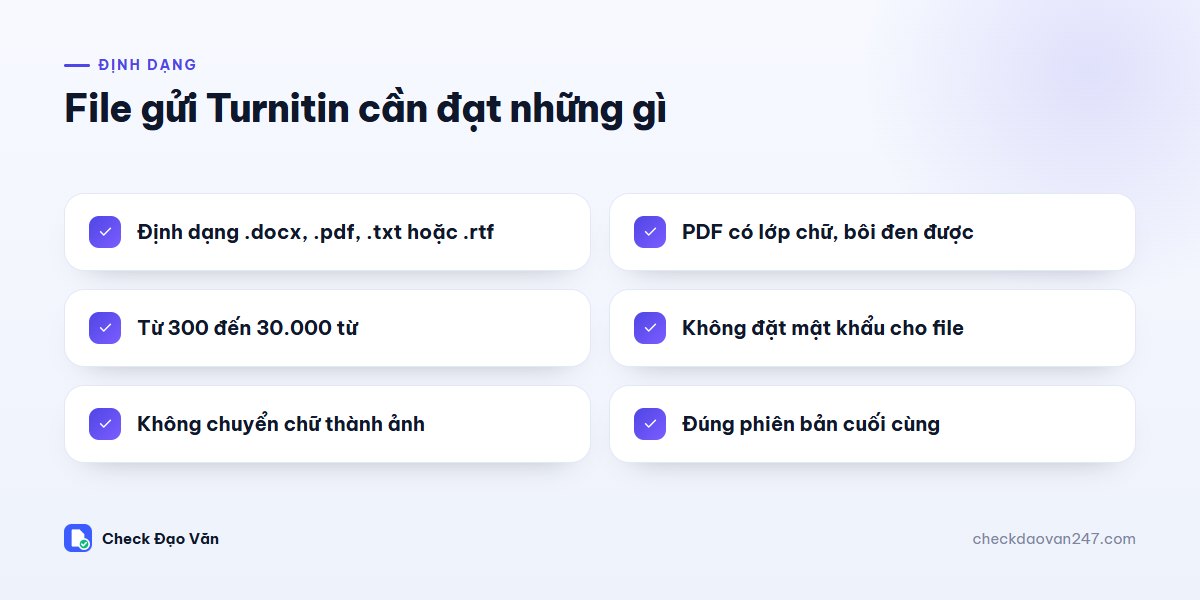 ĐỊNH DẠNG
File gửi Turnitin cần đạt những gì
Định dạng .docx, .pdf, .txt hoặc .rtf
PDF có lớp chữ, bôi đen được
Từ 300 đến 30.000 từ
Không đặt mật khẩu cho file
Không chuyển chữ thành ảnh
Đúng phiên bản cuối cùng
Check Đạo Văn
checkdaovan247.com